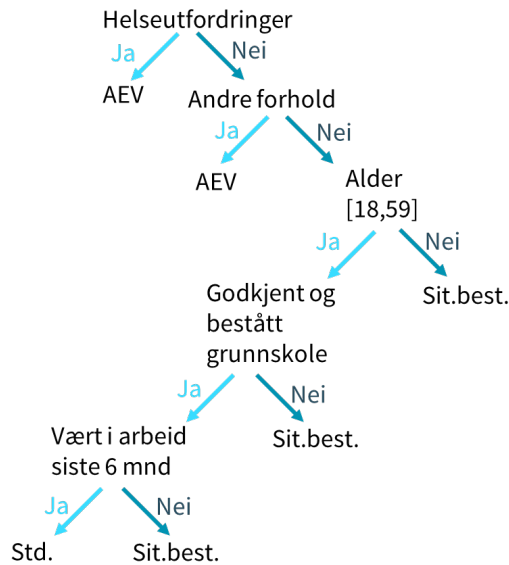 Helseutfordringer
Ja
Nei
AEV
Andre forhold
Ja
Nei
AEV
Alder
[18,59]
Ja
Nei
Godkjent og
bestått
grunnskole
Sit.best.
Ja
Nei
Vært i arbeid
siste 6 mnd
Sit.best.
Ja
Nei
Std.
Sit.best.